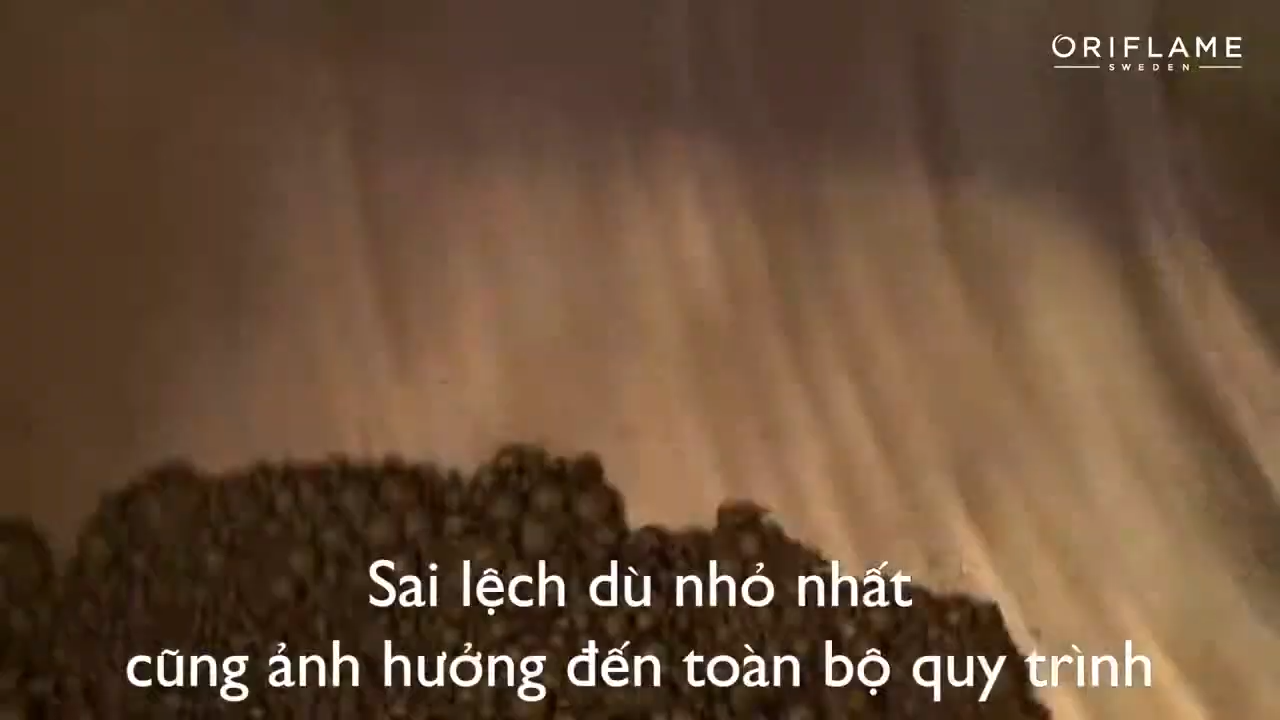 ORIFLAME
SWEDEN
Sai lệch dù nhỏ nhất
cũng ảnh hưởng đến toàn bộ quy trình